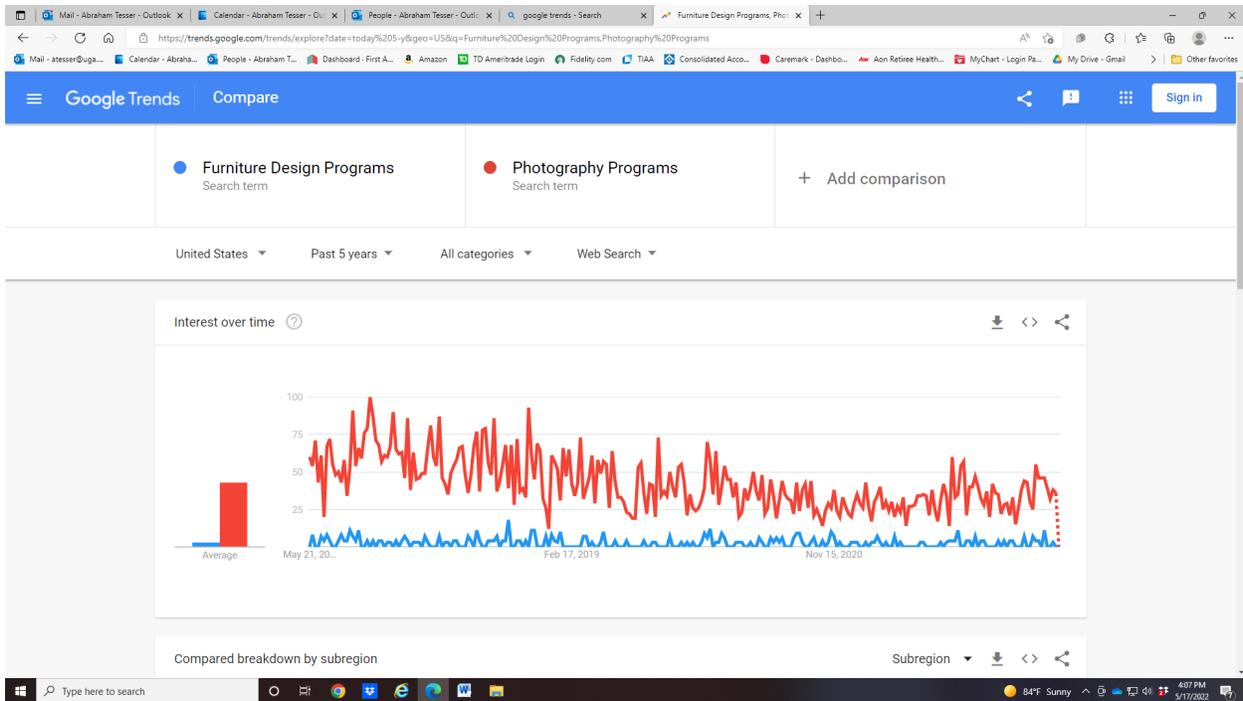 Mail - Abraham Tesser - Outlook
Calendar - Abraham Tesser - Ou
People - Abraham Tesser - Outlo
google trends - Search
Furniture Design Programs, Phot
https://trends.google.com/trends/explore?date=today%205-y&geo=US&q=Furniture%20Design%20Programs,Photography%20Programs
Mail - atesser@uga....
Calendar - Abraha...
People - Abraham T...
Dashboard - First A...
Amazon
TD Ameritrade Login
Fidelity com
TIAA
Consolidated Acco...
Caremark - Dashbo...
Aon Retiree Health...
MyChart - Login Pa...
My Drive - Gmail
Other favorites
Google Trends
Compare
Sign in
Furniture Design Programs
Search term
Photography Programs
Search term
+ Add comparison
United States
Past 5 years
All categories
Web Search
Interest over time
100
75
50
25
Average
May 21, 20...
Feb 17, 2019
Nov 15, 2020
Compared breakdown by subregion
Subregion
Type here to search
84°F Sunny
4:07 PM
5/17/2022